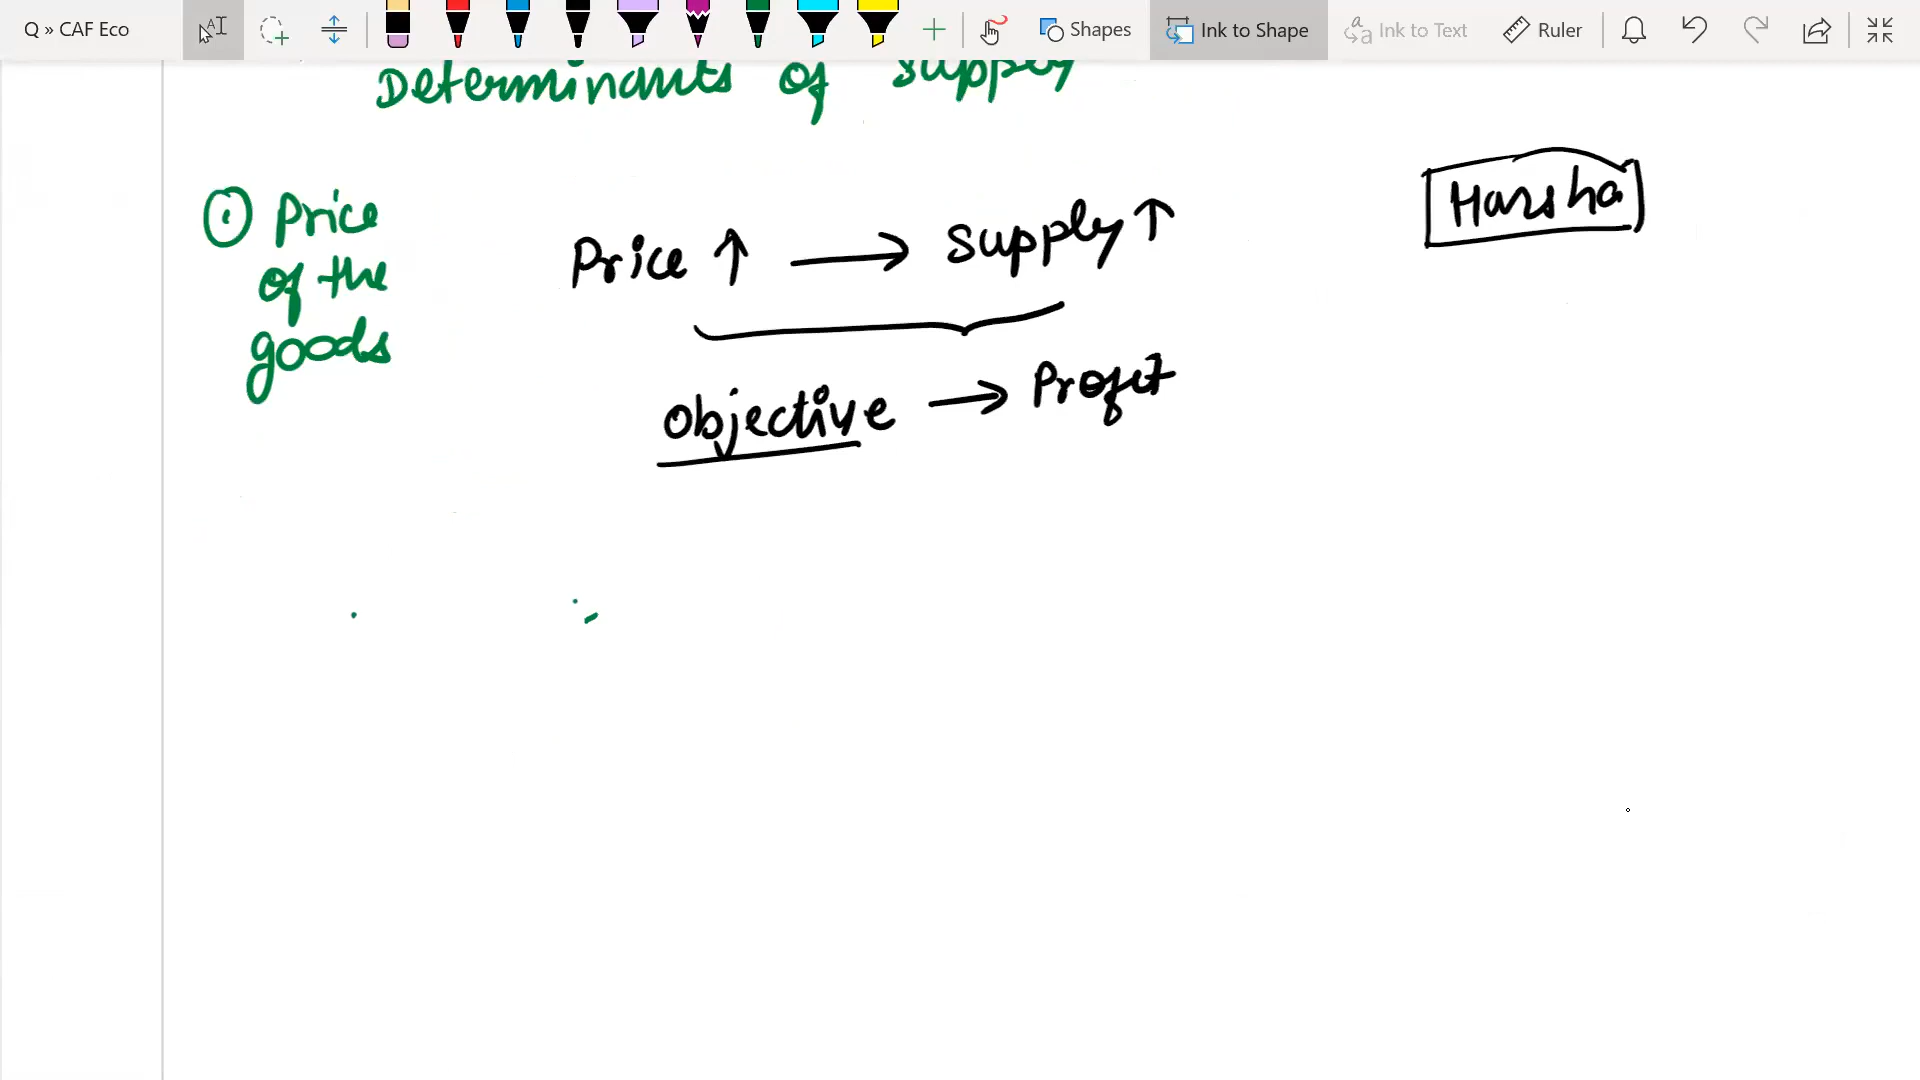 Q » CAF Eco
Shapes
Ink to Shape
Ink to Text
Ruler
Determinants of Supply
① Price
of the
goods
Price ↑ → Supply ↑
Harsha
Objective → Profit